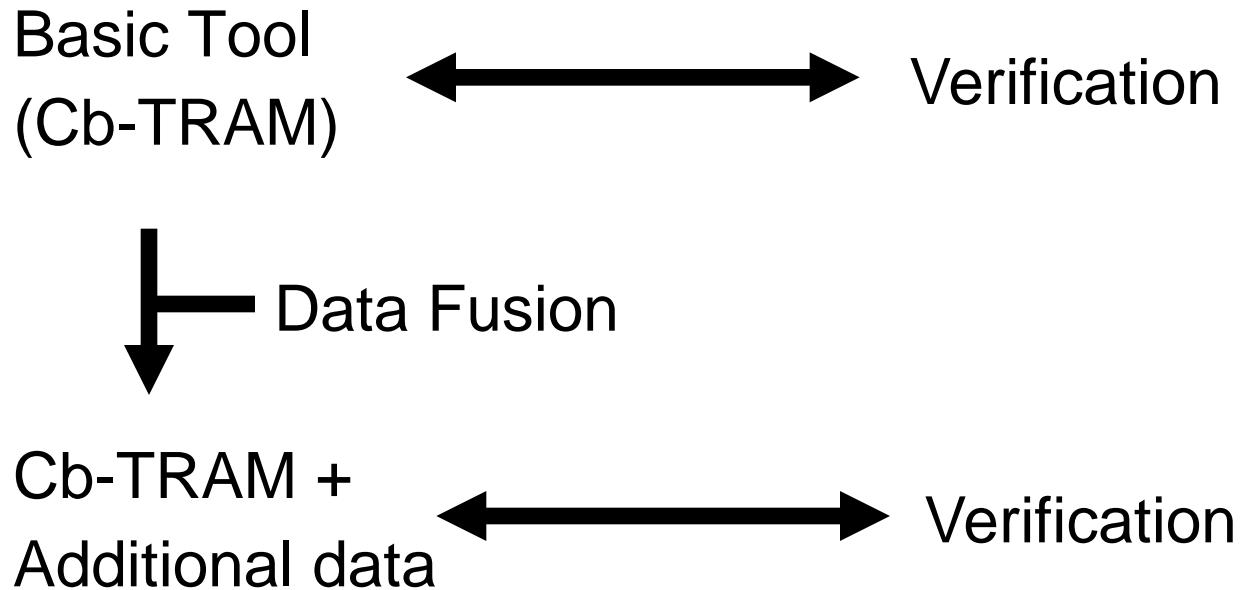 Basic Tool
(Cb-TRAM)
Verification
Data Fusion
Cb-TRAM +
Additional data
Verification